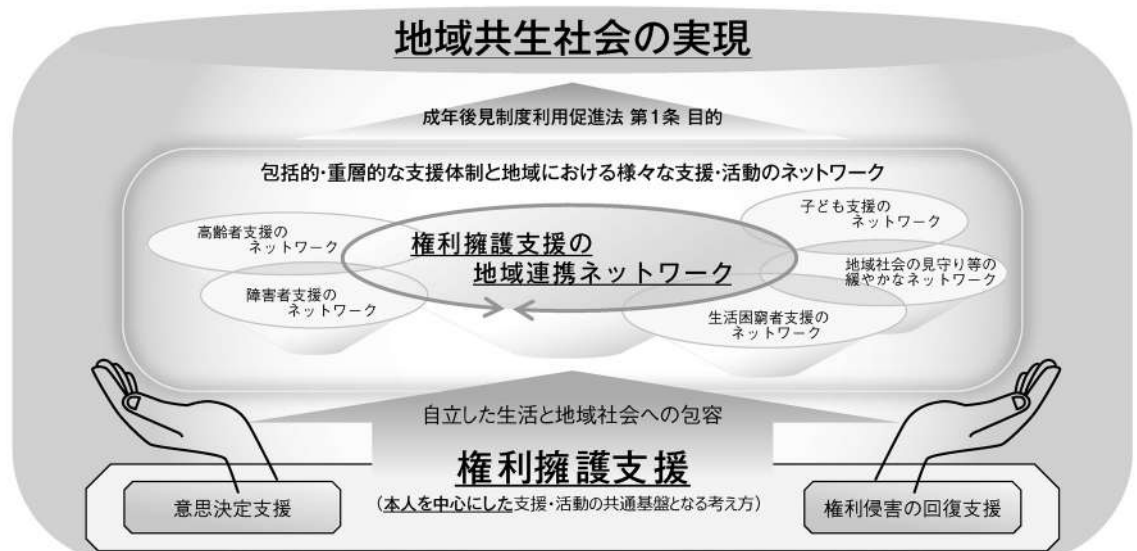 地域共生社会の実現
成年後見制度利用促進法 第1条 目的
包括的・重層的な支援体制と地域における様々な支援・活動のネットワーク
高齢者支援の
ネットワーク
障害者支援の
ネットワーク
権利擁護支援の
地域連携ネットワーク
子ども支援の
ネットワーク
地域社会の見守り等の
緩やかなネットワーク
生活困窮者支援の
ネットワーク
自立した生活と地域社会への包容
権利擁護支援
(本人を中心にした支援・活動の共通基盤となる考え方)
意思決定支援
権利侵害の回復支援